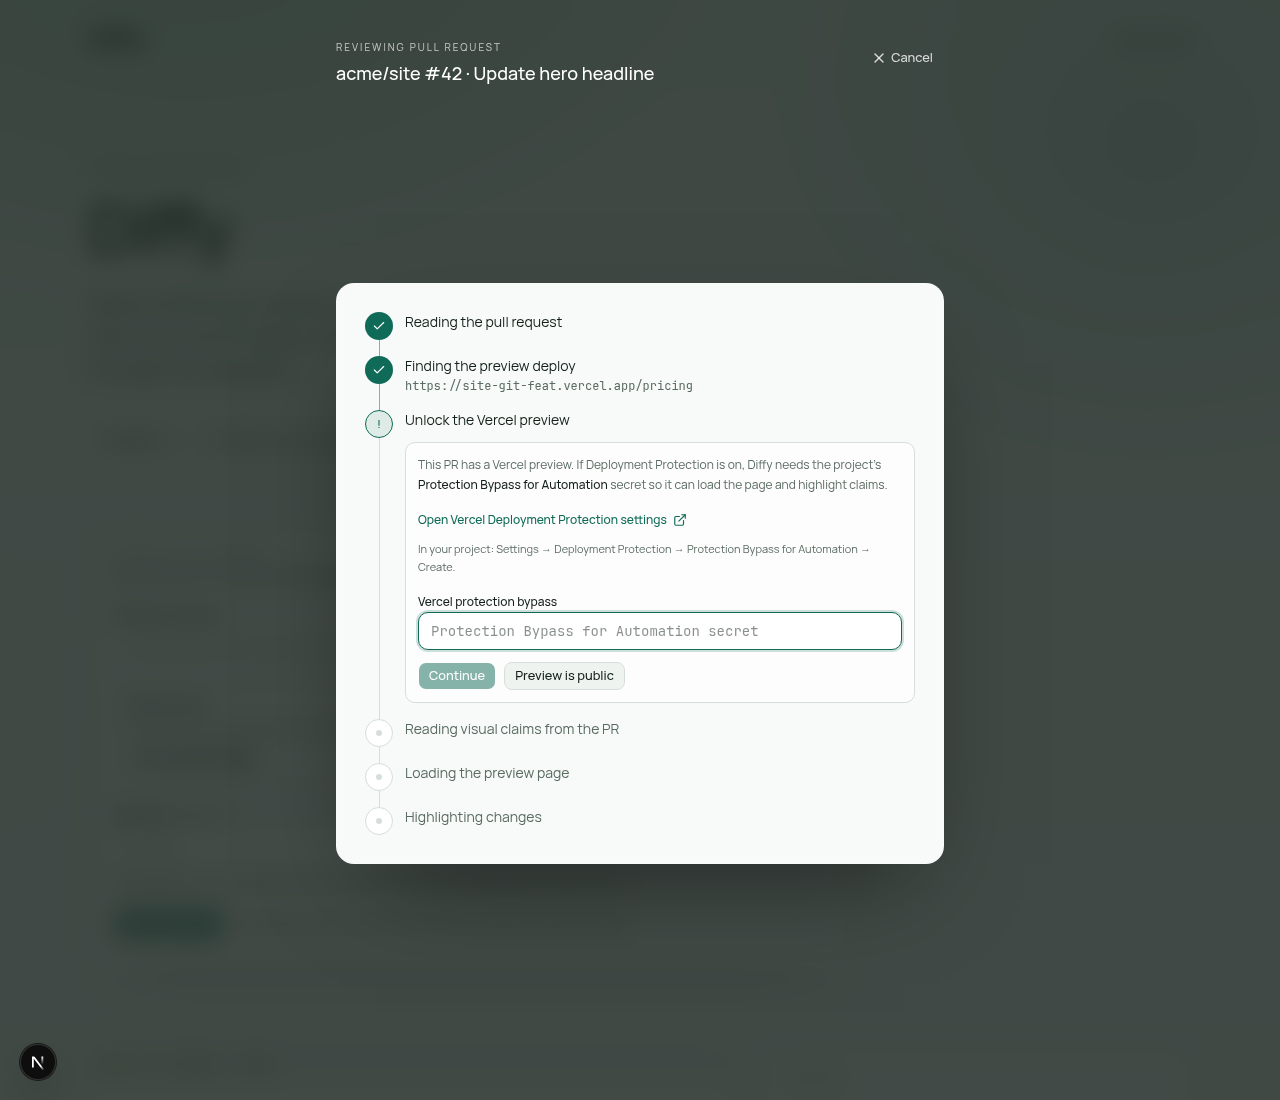 REVIEWING PULL REQUEST
acme/site #42 · Update hero headline
Cancel
Diffy
Reading the pull request
Finding the preview deploy
https://site-git-feat.vercel.app/pricing
!
Unlock the Vercel preview
This PR has a Vercel preview. If Deployment Protection is on, Diffy needs the project's
Protection Bypass for Automation secret so it can load the page and highlight claims.
Open Vercel Deployment Protection settings
In your project: Settings → Deployment Protection → Protection Bypass for Automation →
Create.
Vercel protection bypass
Protection Bypass for Automation secret
Continue
Preview is public
Reading visual claims from the PR
Loading the preview page
Highlighting changes
N